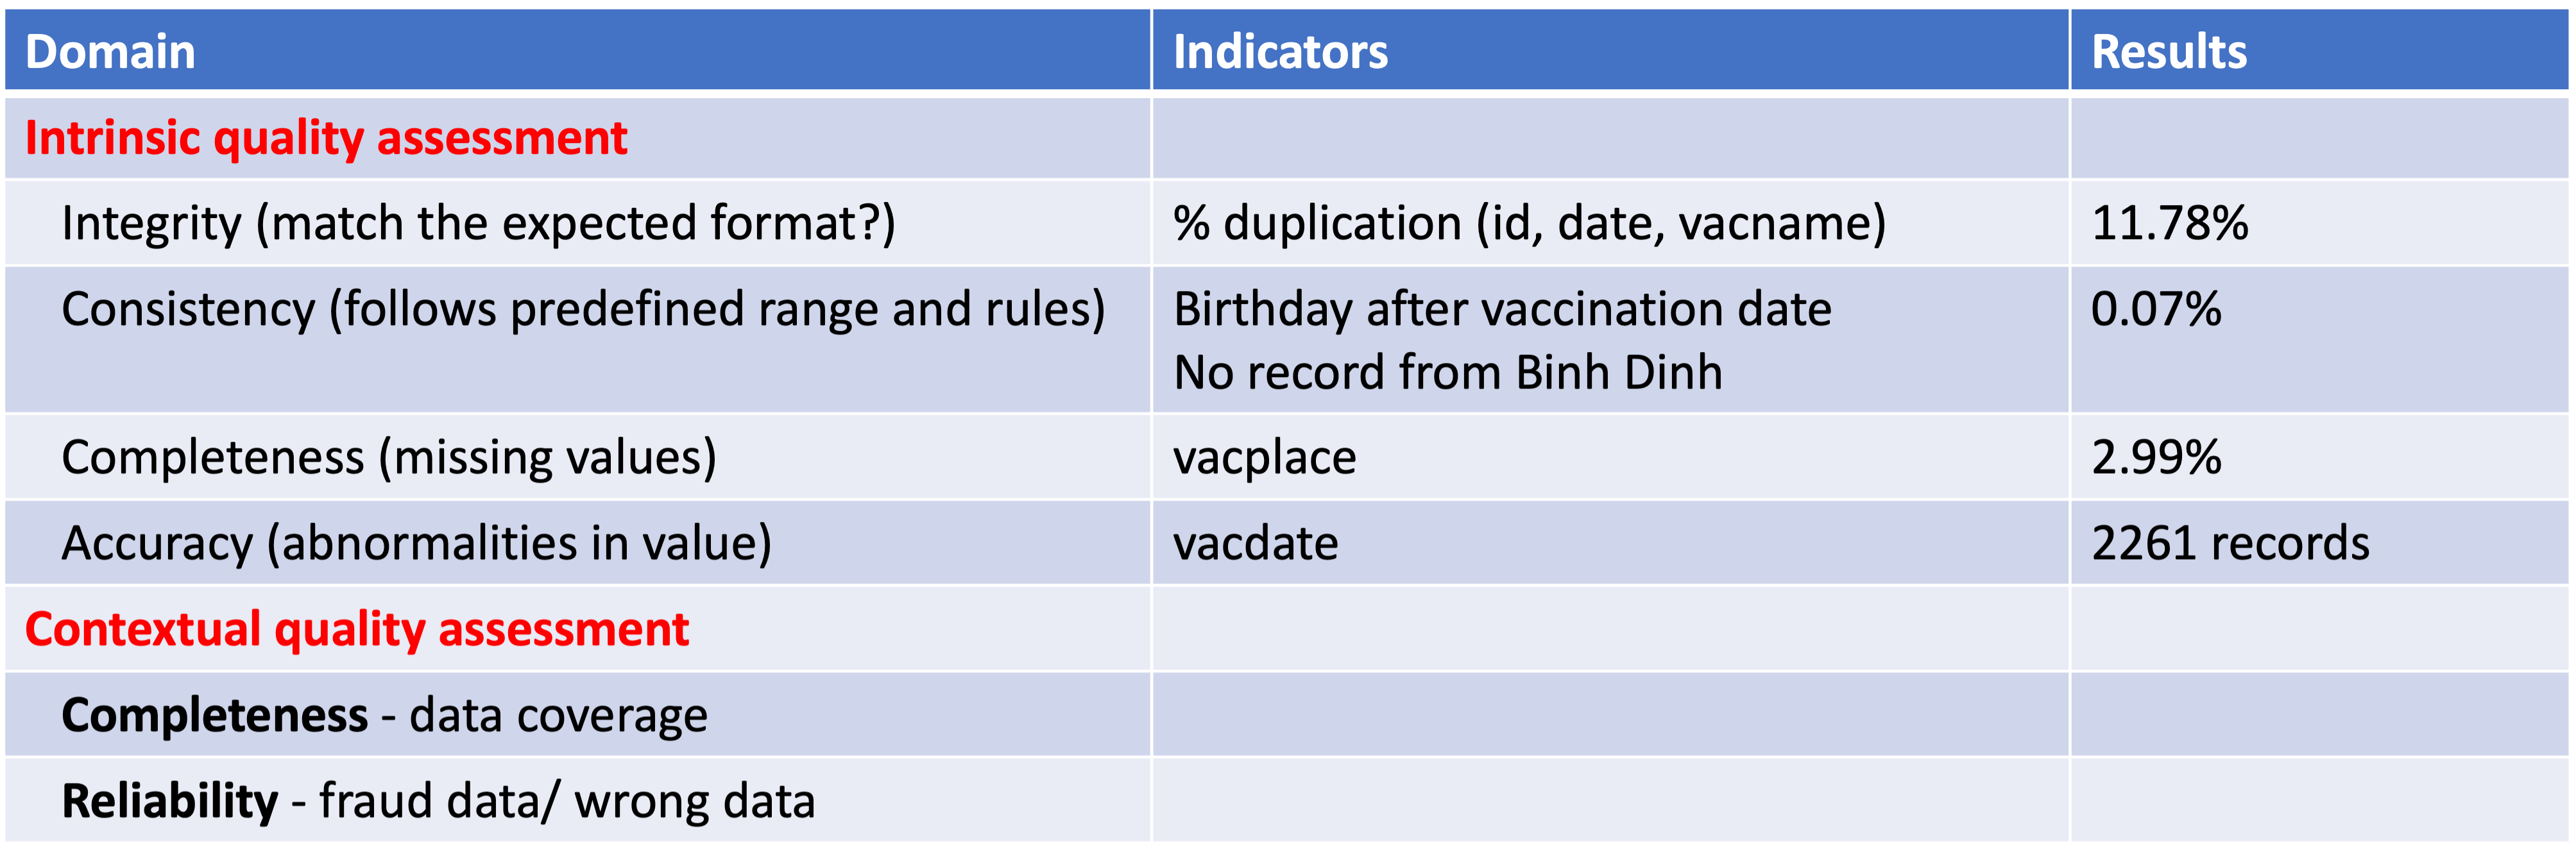 Domain Indicators Results
Intrinsic quality assessment
Integrity (match the expected format?) % duplication (id, date, vacname) 11.78%
Consistency (follows predefined range and rules) Birthday after vaccination date 0.07%
No record from Binh Dinh
Completeness (missing values) vacplace 2.99%
Accuracy (abnormalities in value) vacdate 2261 records
Contextual quality assessment
Completeness - data coverage
Reliability - fraud data/ wrong data